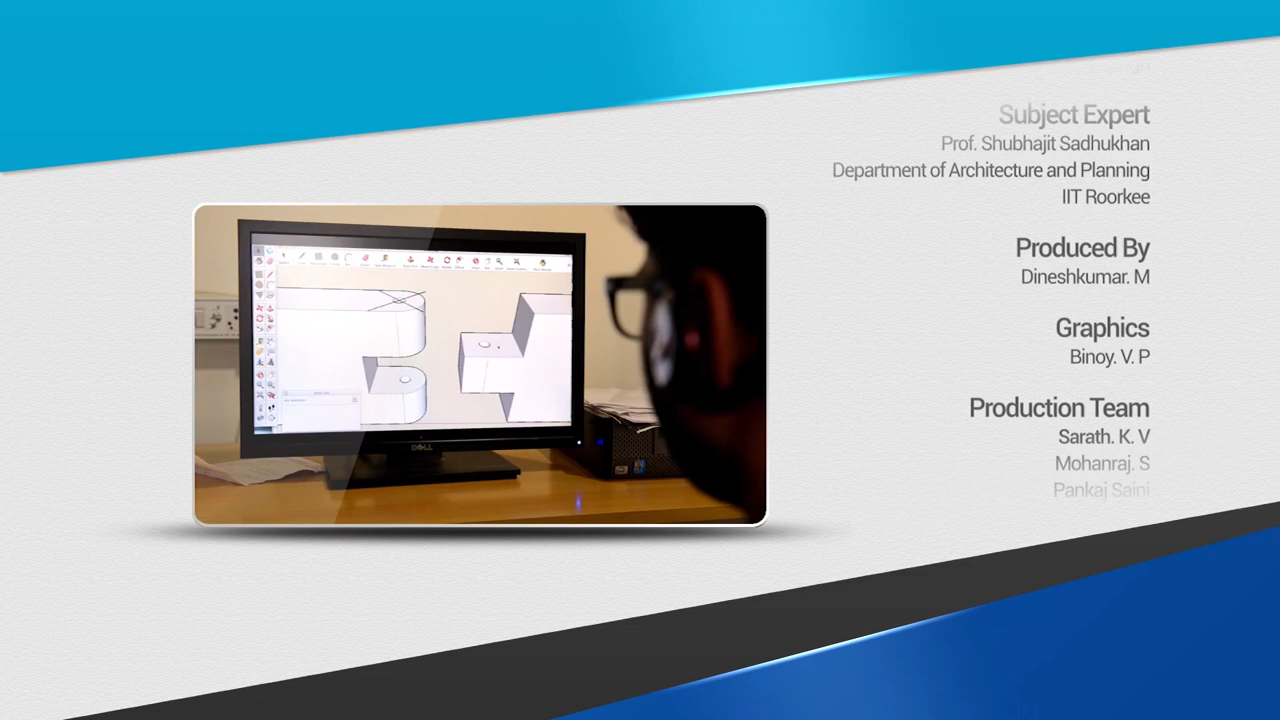 Subject Expert
Prof. Shubhajit Sadhukhan
Department of Architecture and Planning
IIT Roorkee
Produced By
Dineshkumar. M
Graphics
Binoy. V. P
Production Team
Sarath. K. V
Mohanraj. S
Pankaj Saini
DELL